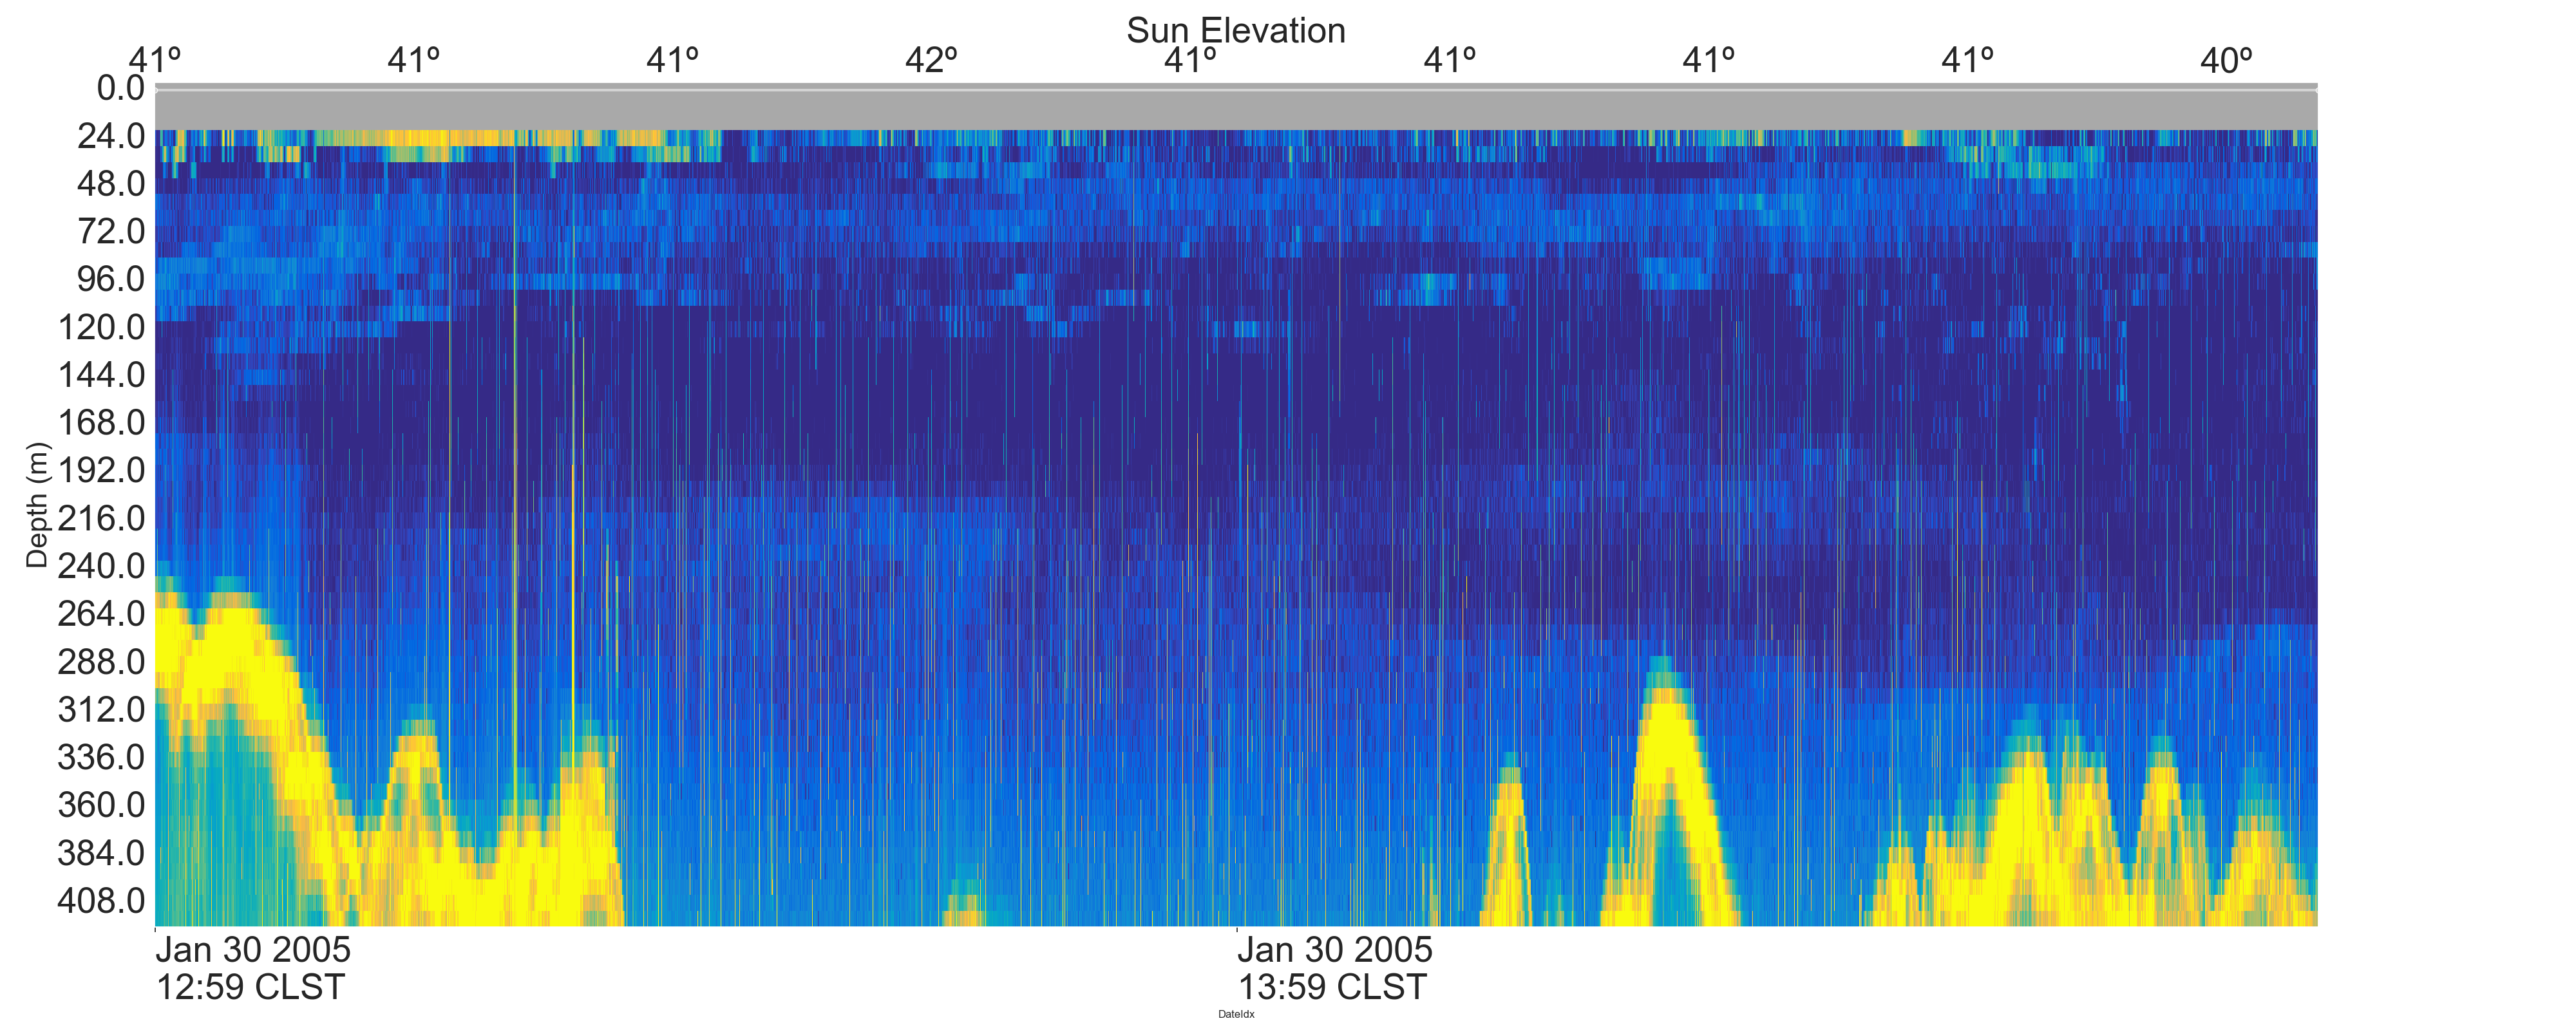 Sun Elevation
41º 41º 41º 42º 41º 41º 41º 41º 40º
0.0
24.0
48.0
72.0
96.0
120.0
144.0
168.0
192.0
216.0
240.0
264.0
288.0
312.0
336.0
360.0
384.0
408.0
Depth (m)
Jan 30 2005
12:59 CLST
Jan 30 2005
13:59 CLST
DateIdx